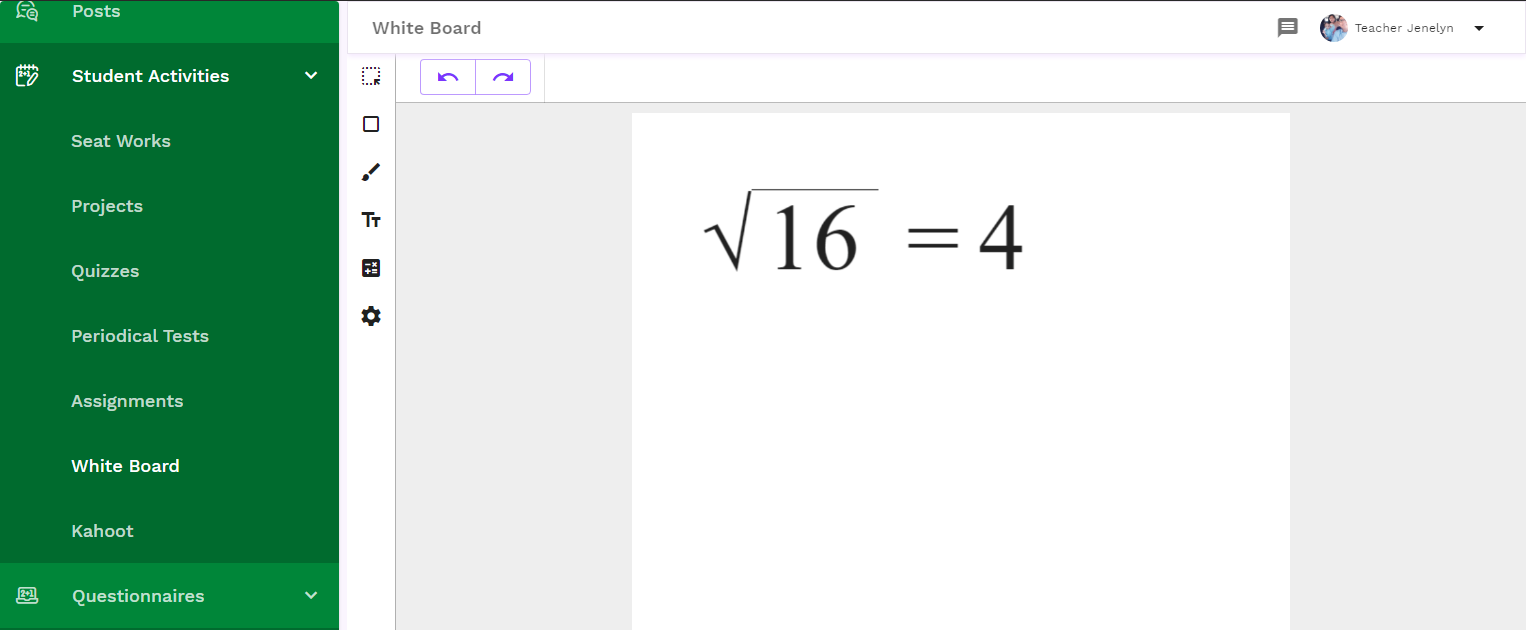 Posts
Student Activities
Seat Works
Projects
Quizzes
Periodical Tests
Assignments
White Board
Kahoot
Questionnaires
White Board
Teacher Jenelyn
√16 = 4